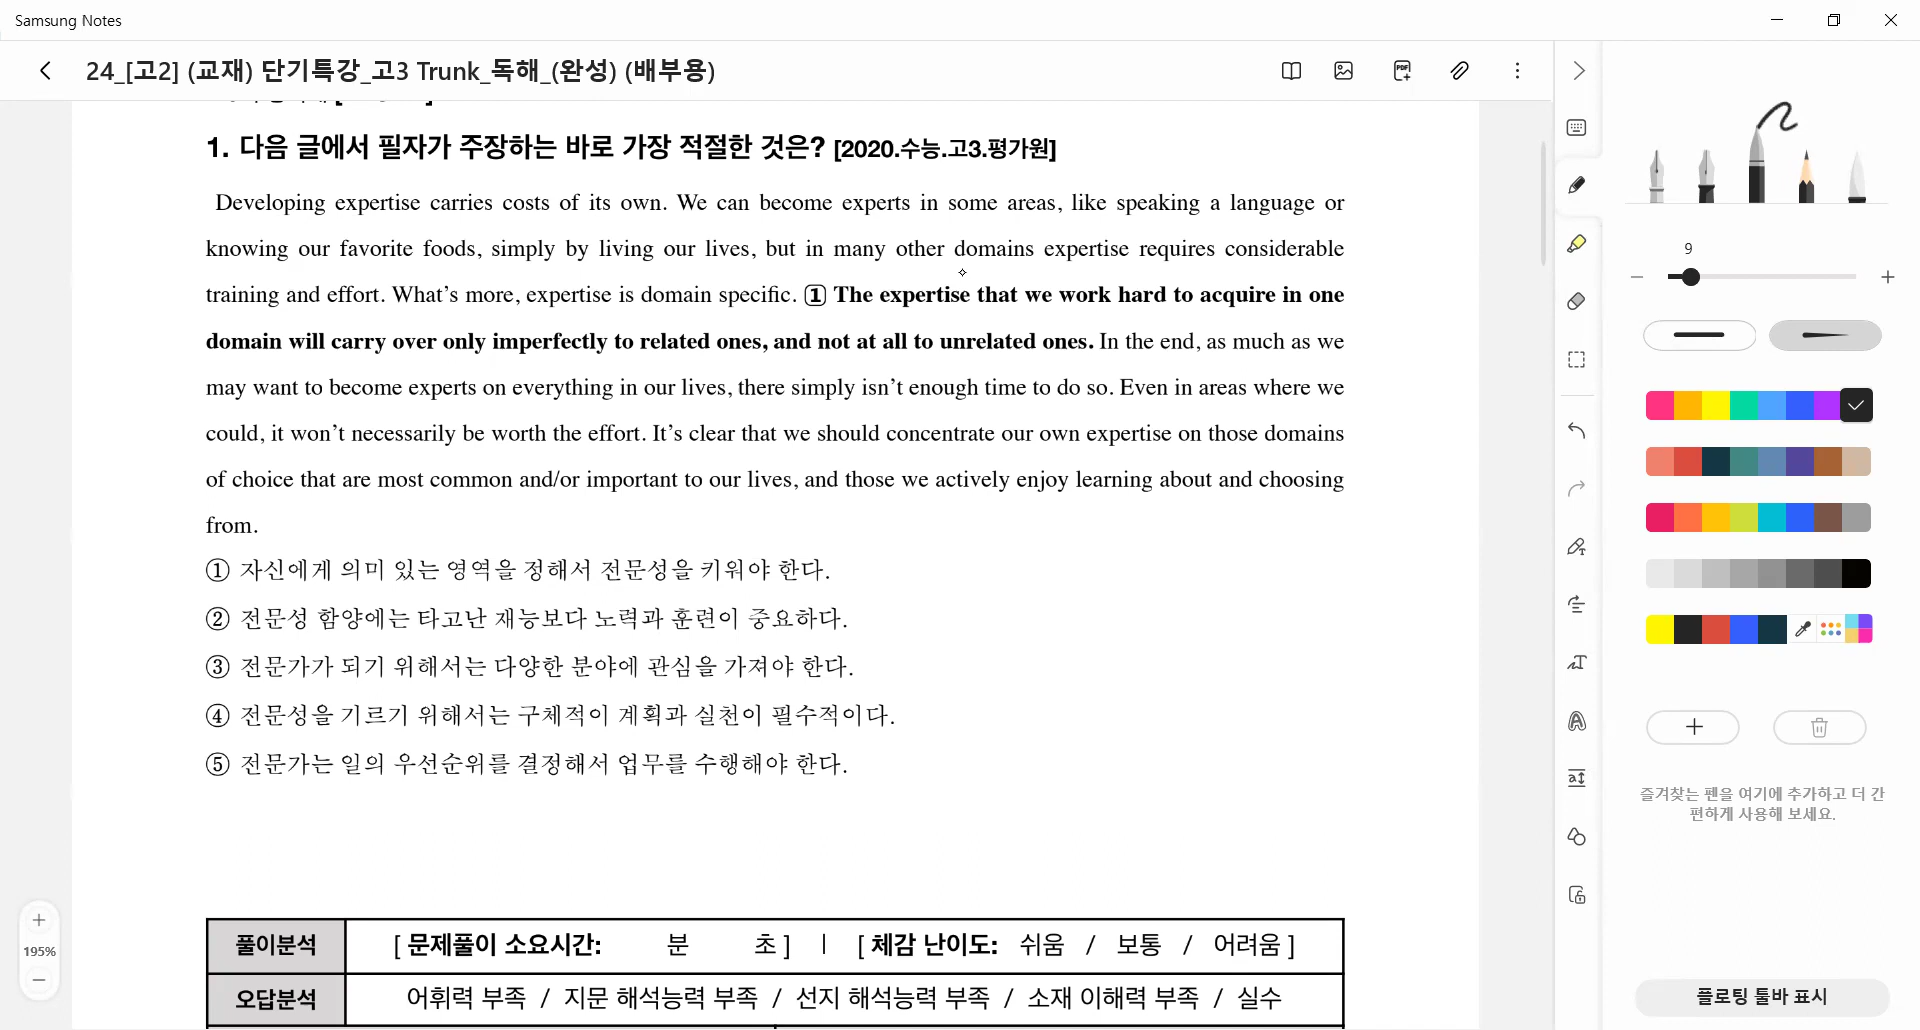 Samsung Notes
24_[고2] (교재) 단기특강_고3 Trunk_독해_(완성) (배부용)
1. 다음 글에서 필자가 주장하는 바로 가장 적절한 것은? [2020.수능.고3.평가원]
Developing expertise carries costs of its own. We can become experts in some areas, like speaking a language or
knowing our favorite foods, simply by living our lives, but in many other domains expertise requires considerable
training and effort. What's more, expertise is domain specific. 1 The expertise that we work hard to acquire in one
domain will carry over only imperfectly to related ones, and not at all to unrelated ones. In the end, as much as we
may want to become experts on everything in our lives, there simply isn't enough time to do so. Even in areas where we
could, it won't necessarily be worth the effort. It's clear that we should concentrate our own expertise on those domains
of choice that are most common and/or important to our lives, and those we actively enjoy learning about and choosing
from.
① 자신에게 의미 있는 영역을 정해서 전문성을 키워야 한다.
② 전문성 함양에는 타고난 재능보다 노력과 훈련이 중요하다.
③ 전문가가 되기 위해서는 다양한 분야에 관심을 가져야 한다.
④ 전문성을 기르기 위해서는 구체적이 계획과 실천이 필수적이다.
⑤ 전문가는 일의 우선순위를 결정해서 업무를 수행해야 한다.
풀이분석 [ 문제풀이 소요시간: 분 초 ] | [ 체감 난이도: 쉬움 / 보통 / 어려움 ]
오답분석 어휘력 부족 / 지문 해석능력 부족 / 선지 해석능력 부족 / 소재 이해력 부족 / 실수
195%
PDF
9
즐겨찾는 펜을 여기에 추가하고 더 간
편하게 사용해 보세요.
플로팅 툴바 표시